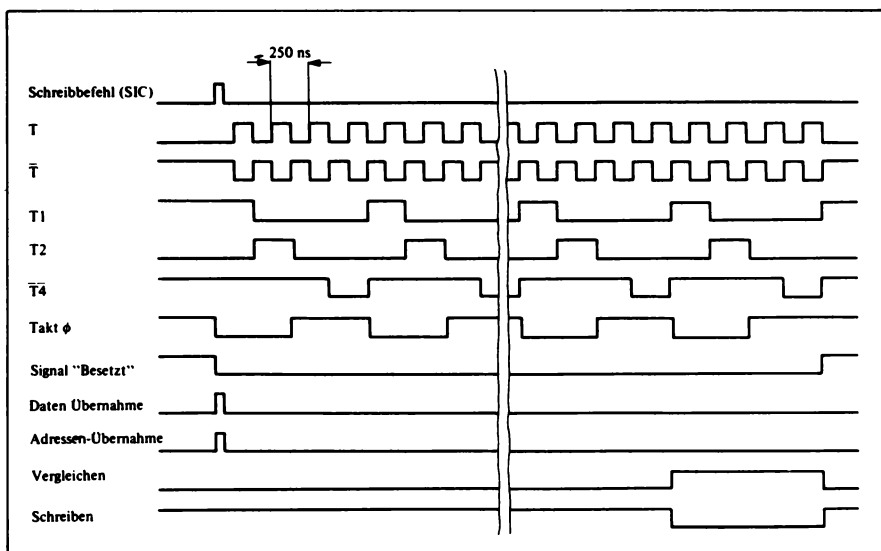 250 ns
Schreibbefehl (SIC)
T
T̄
T1
T2
T̄4̄
Takt ϕ
Signal "Besetzt"
Daten Übernahme
Adressen-Übernahme
Vergleichen
Schreiben